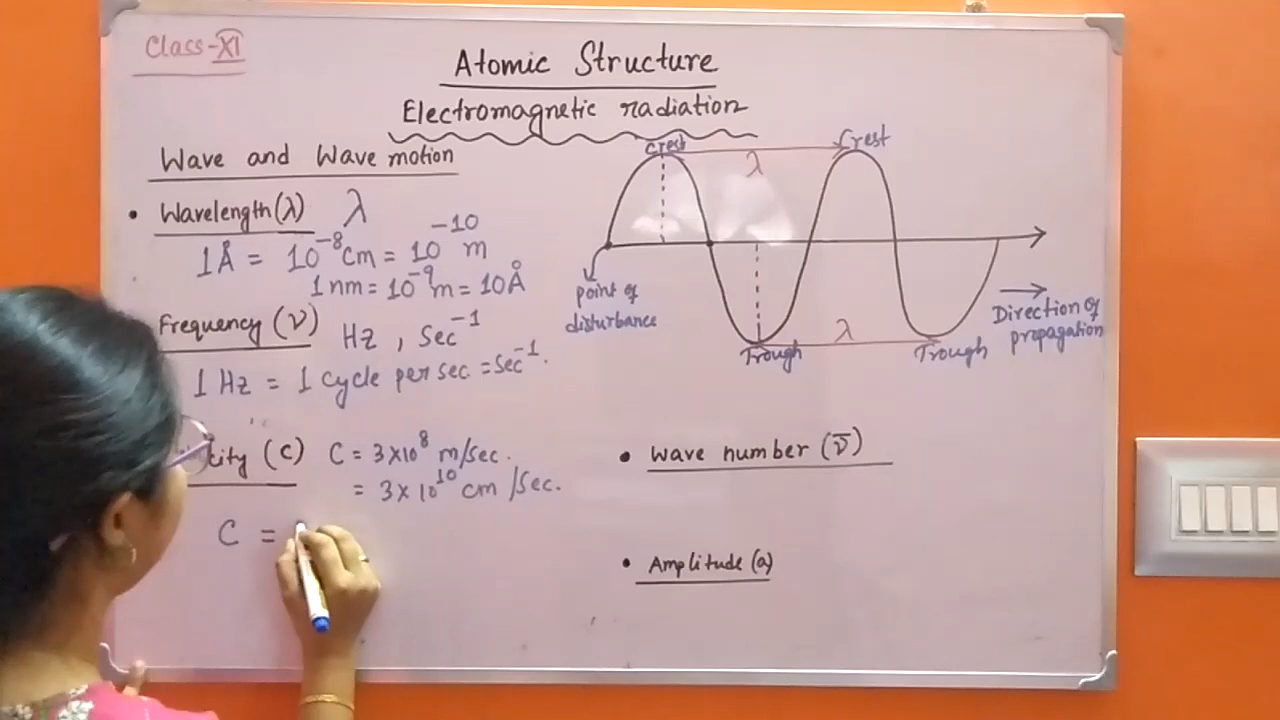 Class-XI
Atomic Structure
Electromagnetic radiation
Wave and Wave motion
• Wavelength(λ) λ
1Å = 10⁻⁸cm = 10⁻¹⁰ m
1nm = 10⁻⁹m = 10Å
Frequency (ν) Hz, Sec⁻¹
1 Hz = 1 Cycle per sec = Sec⁻¹.
(C) C = 3×10⁸ m/sec.
= 3×10¹⁰ cm/Sec.
C =
Crest
Crest
λ
point of
disturbance
Direction of
propagation
λ
Trough
Trough
• Wave number (ν̅)
• Amplitude (a)